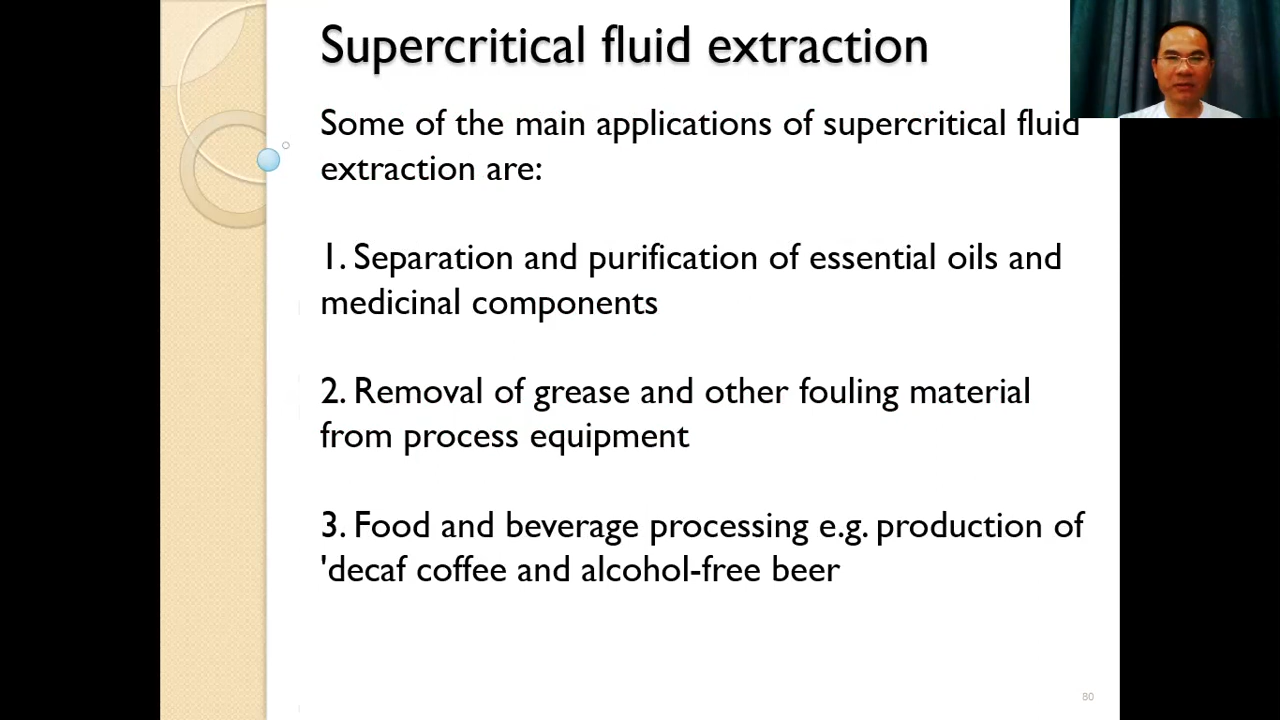 Supercritical fluid extraction
Some of the main applications of supercritical fluid
extraction are:
1. Separation and purification of essential oils and
medicinal components
2. Removal of grease and other fouling material
from process equipment
3. Food and beverage processing e.g. production of
'decaf coffee and alcohol-free beer
80